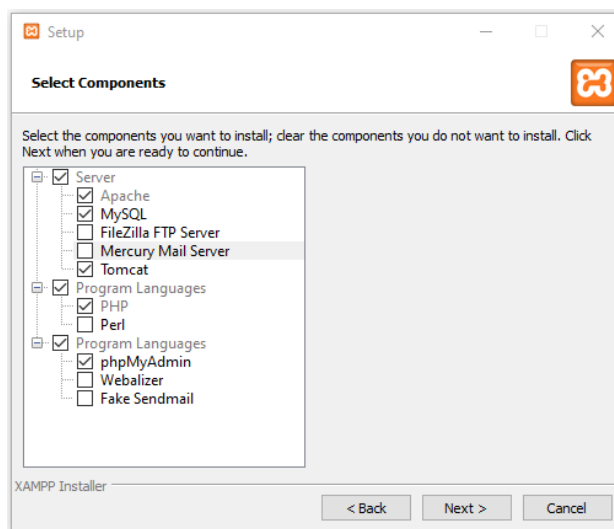 Setup
Select Components
Select the components you want to install; clear the components you do not want to install. Click
Next when you are ready to continue.
Server
Apache
MySQL
FileZilla FTP Server
Mercury Mail Server
Tomcat
Program Languages
PHP
Perl
Program Languages
phpMyAdmin
Webalizer
Fake Sendmail
XAMPP Installer
< Back Next > Cancel